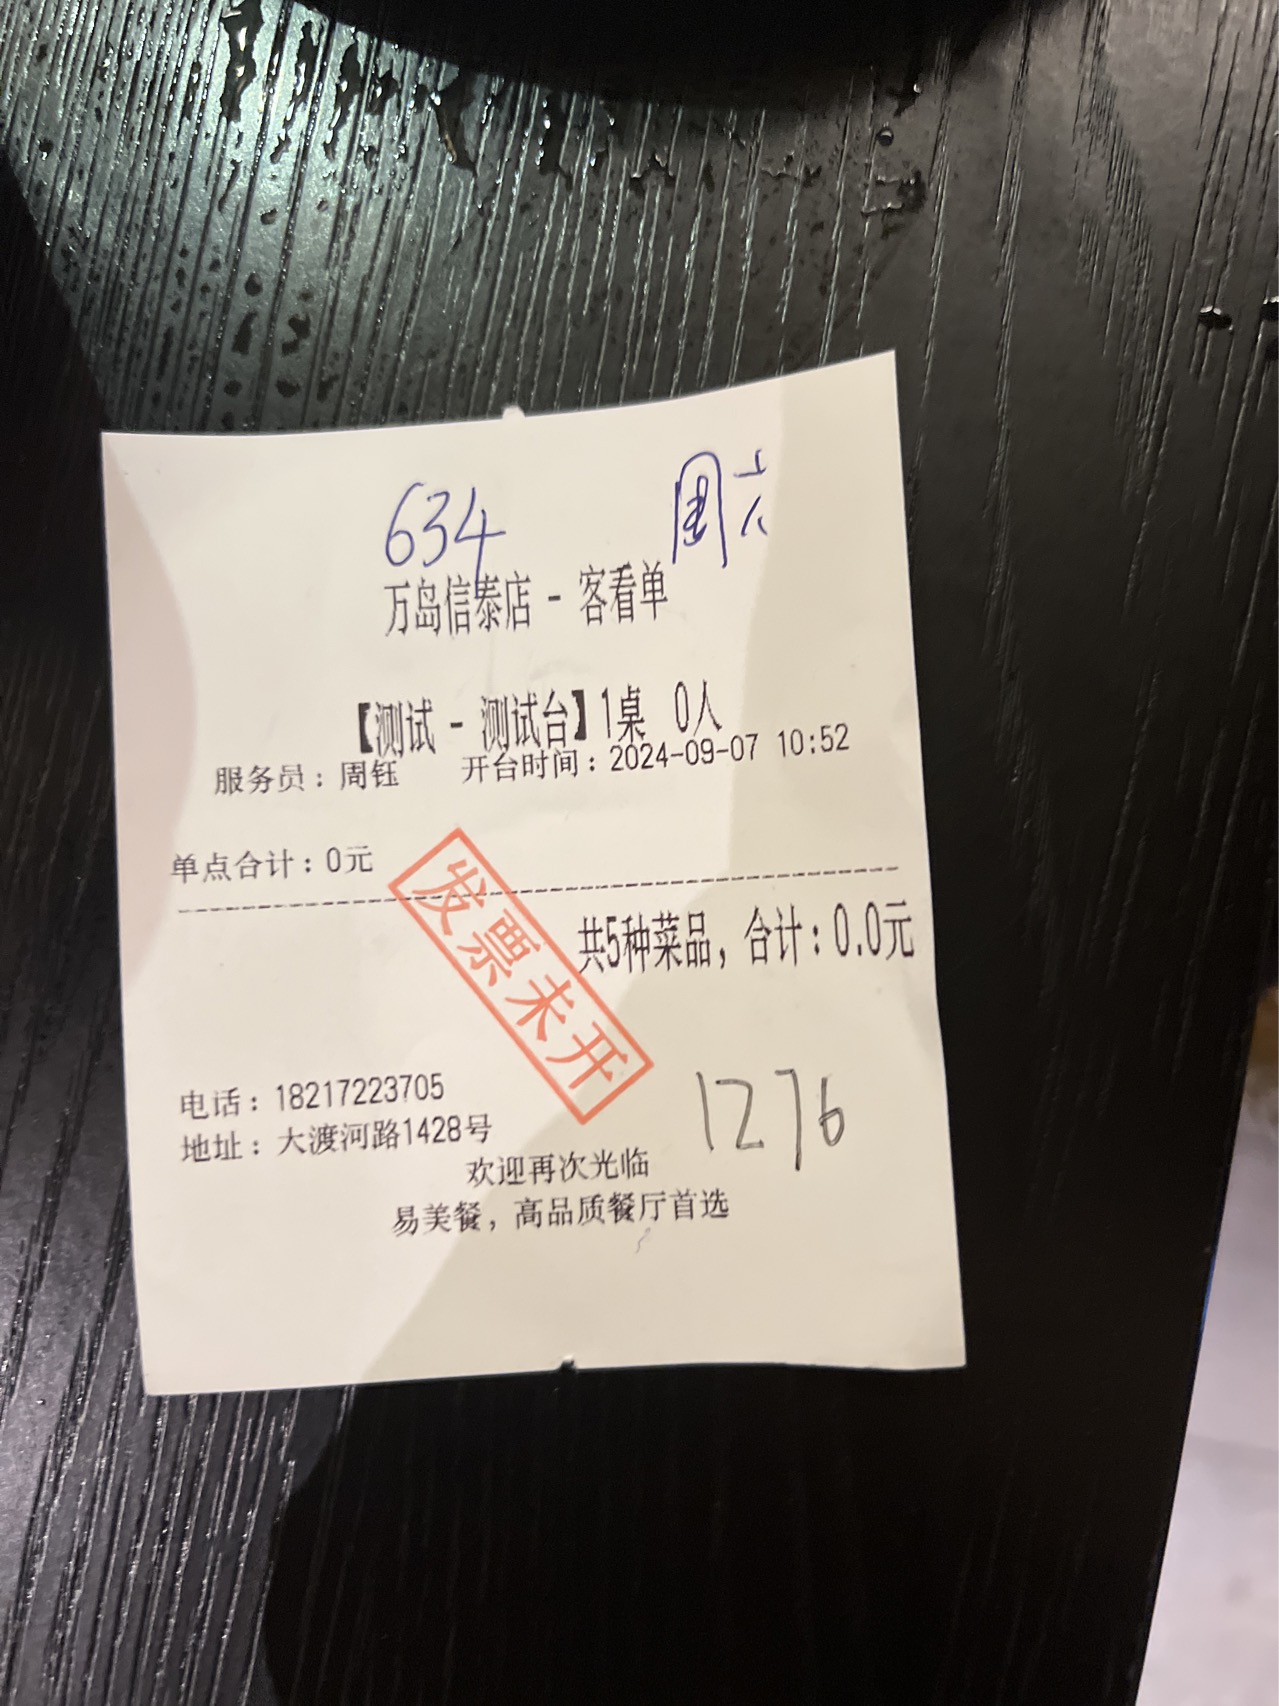 634 周六
万岛信泰店 - 客看单
【测试 - 测试台】1桌 0人
服务员：周钰 开台时间：2024-09-07 10:52
单点合计：0元
共5种菜品，合计：0.0元
发票未开
1276
电话：18217223705
地址：大渡河路1428号
欢迎再次光临
易美餐，高品质餐厅首选